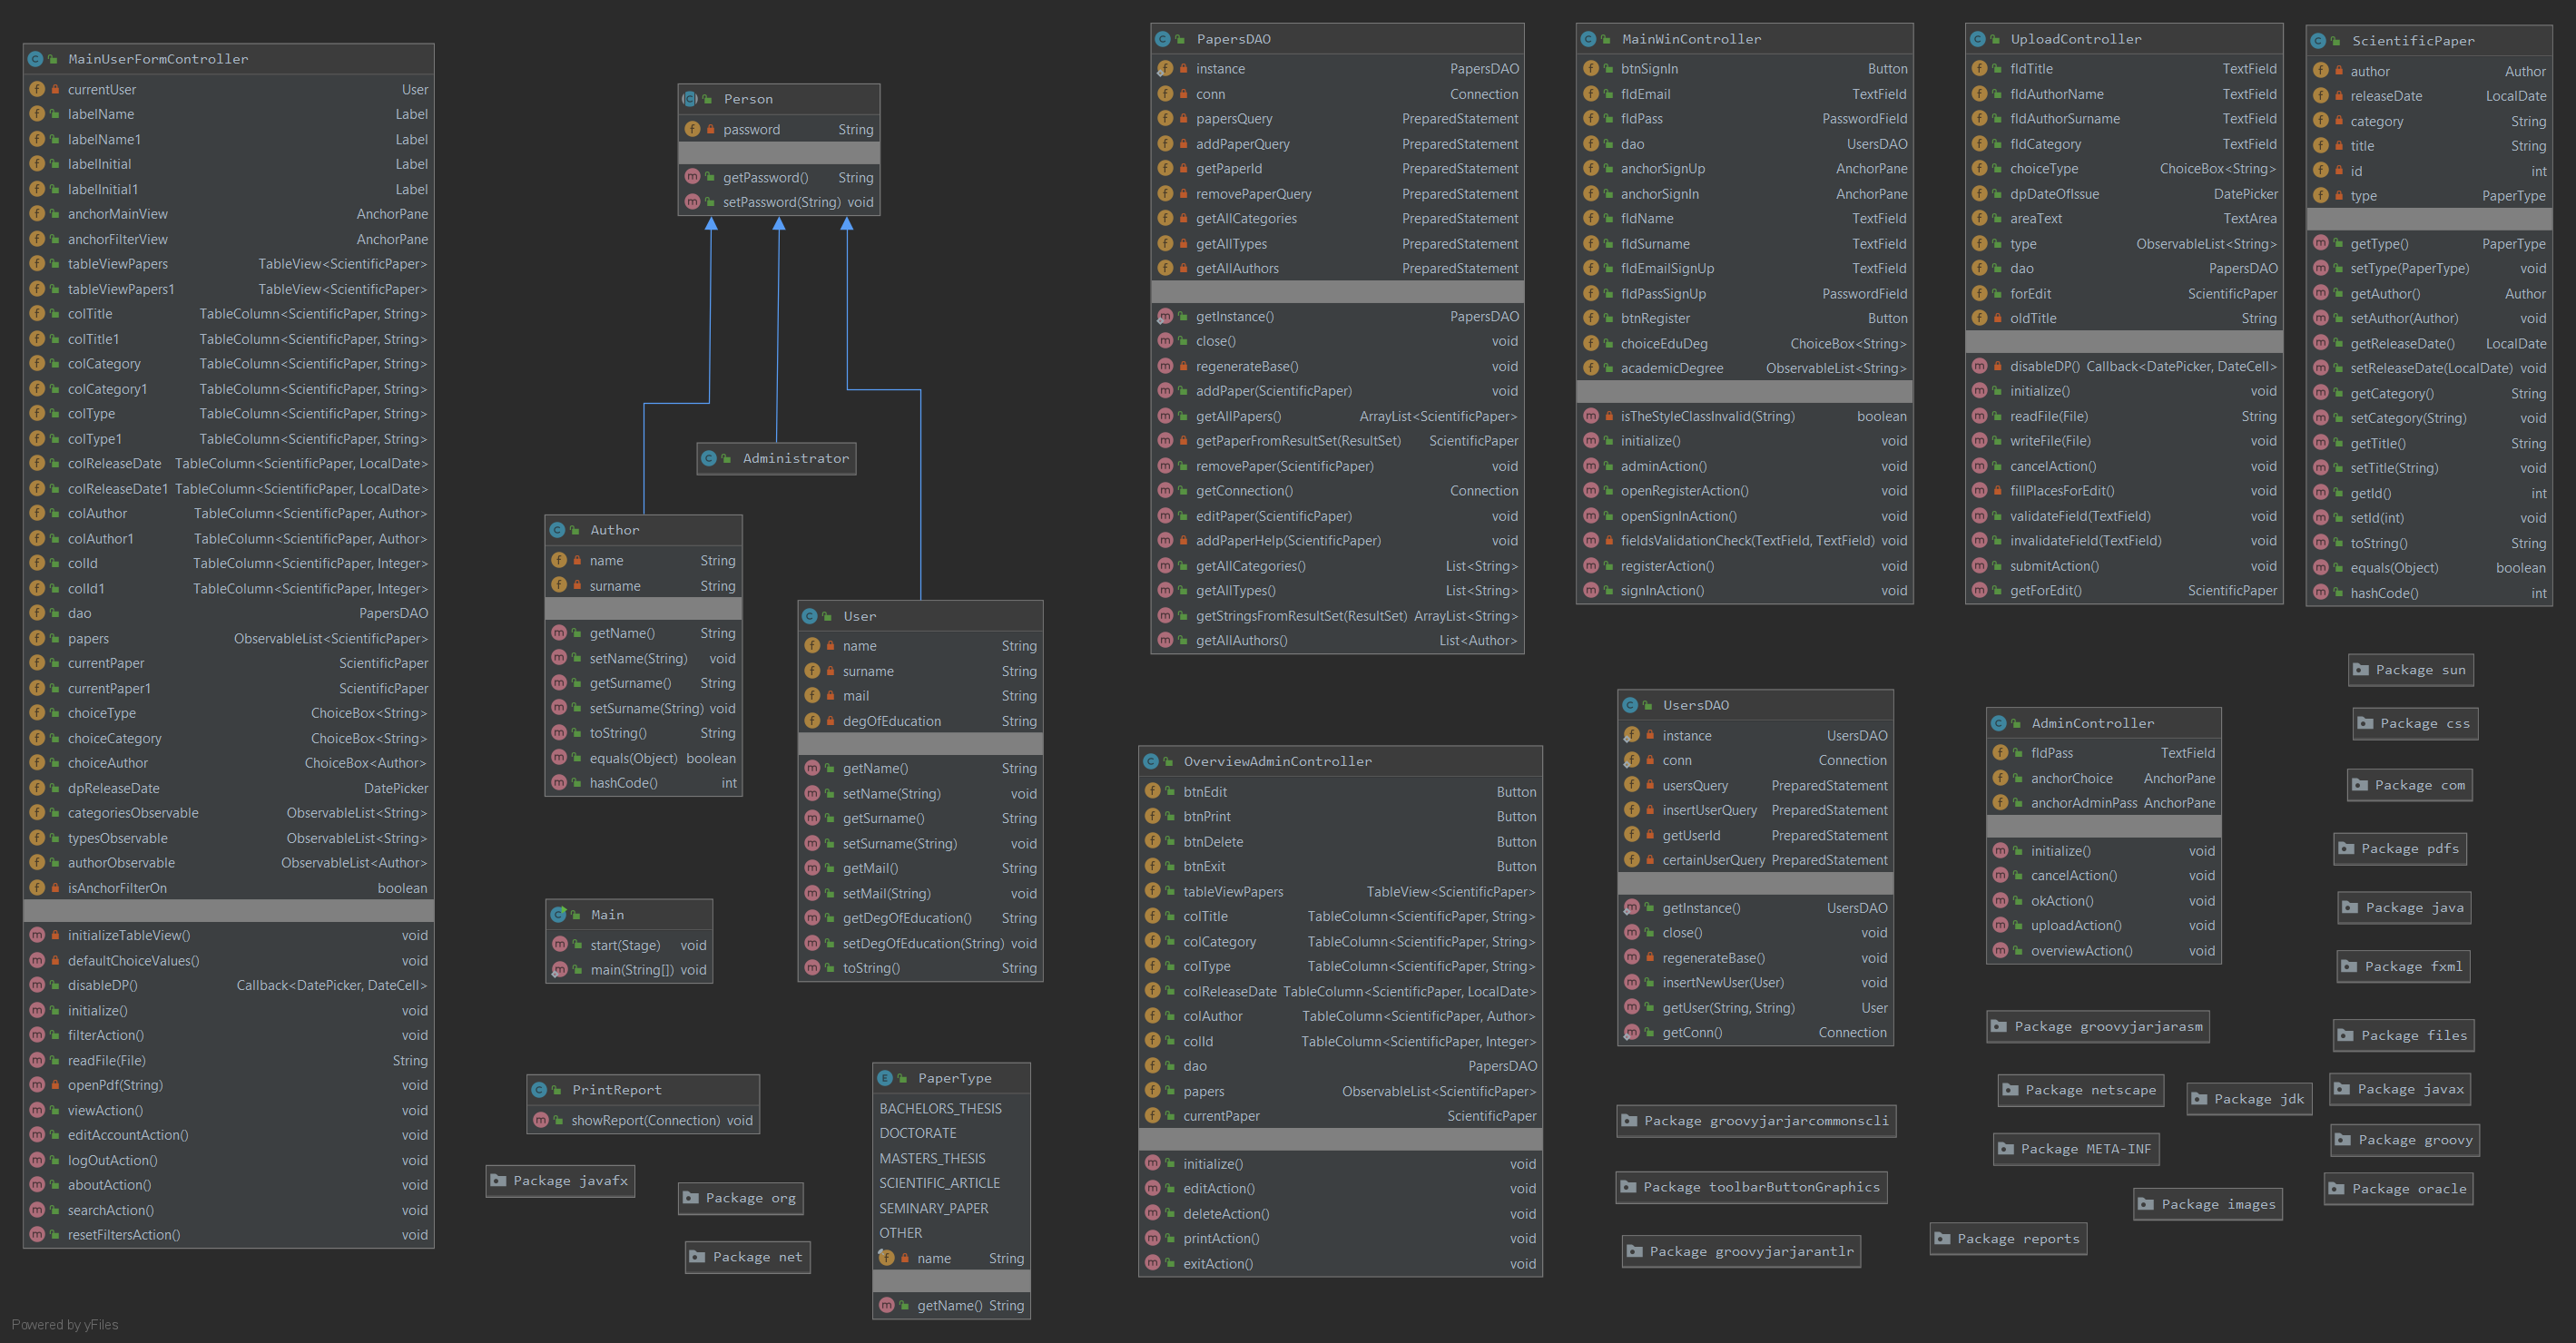 MainUserFormController
currentUser User
labelName Label
labelName1 Label
labelInitial Label
labelInitial1 Label
anchorMainView AnchorPane
anchorFilterView AnchorPane
tableViewPapers TableView<ScientificPaper>
tableViewPapers1 TableView<ScientificPaper>
colTitle TableColumn<ScientificPaper, String>
colTitle1 TableColumn<ScientificPaper, String>
colCategory TableColumn<ScientificPaper, String>
colCategory1 TableColumn<ScientificPaper, String>
colType TableColumn<ScientificPaper, String>
colType1 TableColumn<ScientificPaper, String>
colReleaseDate TableColumn<ScientificPaper, LocalDate>
colReleaseDate1 TableColumn<ScientificPaper, LocalDate>
colAuthor TableColumn<ScientificPaper, Author>
colAuthor1 TableColumn<ScientificPaper, Author>
colId TableColumn<ScientificPaper, Integer>
colId1 TableColumn<ScientificPaper, Integer>
dao PapersDAO
papers ObservableList<ScientificPaper>
currentPaper ScientificPaper
currentPaper1 ScientificPaper
choiceType ChoiceBox<String>
choiceCategory ChoiceBox<String>
choiceAuthor ChoiceBox<Author>
dpReleaseDate DatePicker
categoriesObservable ObservableList<String>
typesObservable ObservableList<String>
authorObservable ObservableList<Author>
isAnchorFilterOn boolean
initializeTableView() void
defaultChoiceValues() void
disableDP() Callback<DatePicker, DateCell>
initialize() void
filterAction() void
readFile(File) String
openPdf(String) void
viewAction() void
editAccountAction() void
logOutAction() void
aboutAction() void
searchAction() void
resetFiltersAction() void
Person
password String
getPassword() String
setPassword(String) void
Administrator
Author
name String
surname String
getName() String
setName(String) void
getSurname() String
setSurname(String) void
toString() String
equals(Object) boolean
hashCode() int
User
name String
surname String
mail String
degOfEducation String
getName() String
setName(String) void
getSurname() String
setSurname(String) void
getMail() String
setMail(String) void
getDegOfEducation() String
setDegOfEducation(String) void
toString() String
Main
start(Stage) void
main(String[]) void
PrintReport
showReport(Connection) void
PaperType
BACHELORS_THESIS
DOCTORATE
MASTERS_THESIS
SCIENTIFIC_ARTICLE
SEMINARY_PAPER
OTHER
name String
getName() String
Package javafx
Package org
Package net
PapersDAO
instance PapersDAO
conn Connection
papersQuery PreparedStatement
addPaperQuery PreparedStatement
getPaperId PreparedStatement
removePaperQuery PreparedStatement
getAllCategories PreparedStatement
getAllTypes PreparedStatement
getAllAuthors PreparedStatement
getInstance() PapersDAO
close() void
regenerateBase() void
addPaper(ScientificPaper) void
getAllPapers() ArrayList<ScientificPaper>
getPaperFromResultSet(ResultSet) ScientificPaper
removePaper(ScientificPaper) void
getConnection() Connection
editPaper(ScientificPaper) void
addPaperHelp(ScientificPaper) void
getAllCategories() List<String>
getAllTypes() List<String>
getStringsFromResultSet(ResultSet) ArrayList<String>
getAllAuthors() List<Author>
OverviewAdminController
btnEdit Button
btnPrint Button
btnDelete Button
btnExit Button
tableViewPapers TableView<ScientificPaper>
colTitle TableColumn<ScientificPaper, String>
colCategory TableColumn<ScientificPaper, String>
colType TableColumn<ScientificPaper, String>
colReleaseDate TableColumn<ScientificPaper, LocalDate>
colAuthor TableColumn<ScientificPaper, Author>
colId TableColumn<ScientificPaper, Integer>
dao PapersDAO
papers ObservableList<ScientificPaper>
currentPaper ScientificPaper
initialize() void
editAction() void
deleteAction() void
printAction() void
exitAction() void
MainWinController
btnSignIn Button
fldEmail TextField
fldPass PasswordField
dao UsersDAO
anchorSignUp AnchorPane
anchorSignIn AnchorPane
fldName TextField
fldSurname TextField
fldEmailSignUp TextField
fldPassSignUp PasswordField
btnRegister Button
choiceEduDeg ChoiceBox<String>
academicDegree ObservableList<String>
isTheStyleClassInvalid(String) boolean
initialize() void
adminAction() void
openRegisterAction() void
openSignInAction() void
fieldsValidationCheck(TextField, TextField) void
registerAction() void
signInAction() void
UsersDAO
instance UsersDAO
conn Connection
usersQuery PreparedStatement
insertUserQuery PreparedStatement
getUserId PreparedStatement
certainUserQuery PreparedStatement
getInstance() UsersDAO
close() void
regenerateBase() void
insertNewUser(User) void
getUser(String, String) User
getConn() Connection
Package groovyjarjarcommonscli
Package toolbarButtonGraphics
Package groovyjarjarantlr
UploadController
fldTitle TextField
fldAuthorName TextField
fldAuthorSurname TextField
fldCategory TextField
choiceType ChoiceBox<String>
dpDateOfIssue DatePicker
areaText TextArea
type ObservableList<String>
dao PapersDAO
forEdit ScientificPaper
oldTitle String
disableDP() Callback<DatePicker, DateCell>
initialize() void
readFile(File) String
writeFile(File) void
cancelAction() void
fillPlacesForEdit() void
validateField(TextField) void
invalidateField(TextField) void
submitAction() void
getForEdit() ScientificPaper
AdminController
fldPass TextField
anchorChoice AnchorPane
anchorAdminPass AnchorPane
initialize() void
cancelAction() void
okAction() void
uploadAction() void
overviewAction() void
Package groovyjarjarasm
Package netscape
Package jdk
Package META-INF
Package images
Package reports
ScientificPaper
author Author
releaseDate LocalDate
category String
title String
id int
type PaperType
getType() PaperType
setType(PaperType) void
getAuthor() Author
setAuthor(Author) void
getReleaseDate() LocalDate
setReleaseDate(LocalDate) void
getCategory() String
setCategory(String) void
getTitle() String
setTitle(String) void
getId() int
setId(int) void
toString() String
equals(Object) boolean
hashCode() int
Package sun
Package css
Package com
Package pdfs
Package java
Package fxml
Package files
Package javax
Package groovy
Package oracle
Powered by yFiles